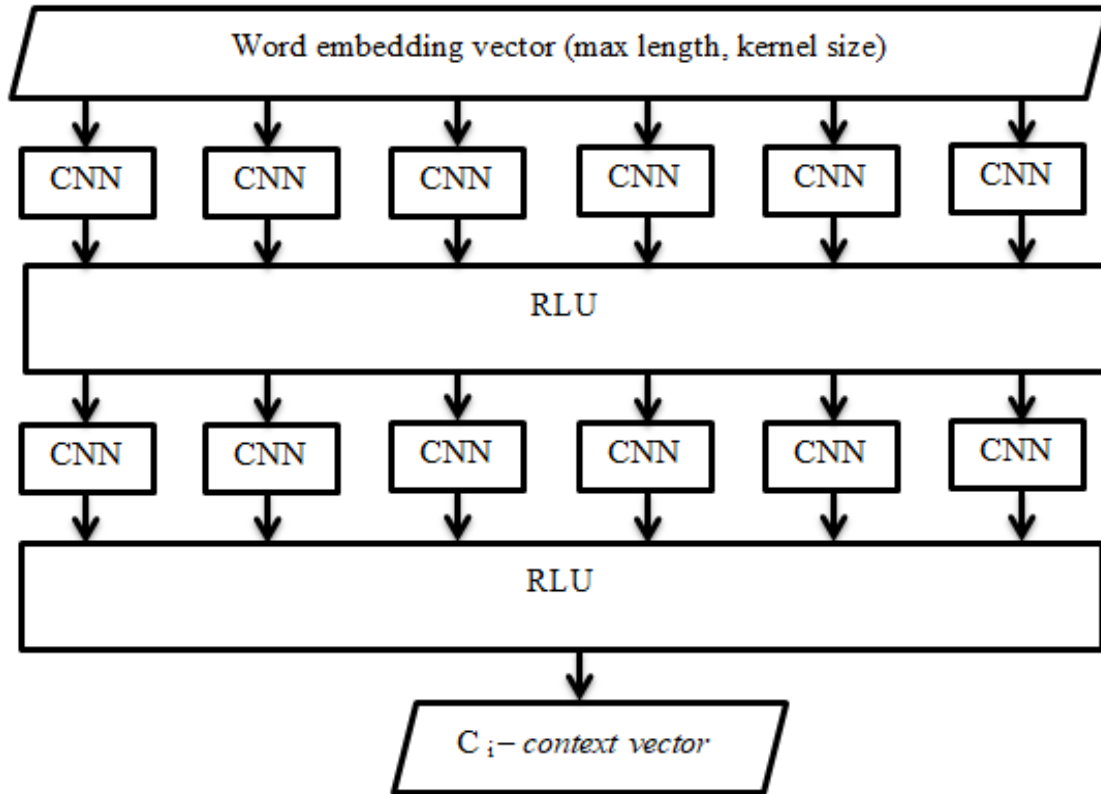 Word embedding vector (max length, kernel size)
CNN CNN CNN CNN CNN CNN
RLU
CNN CNN CNN CNN CNN CNN
RLU
C i – context vector